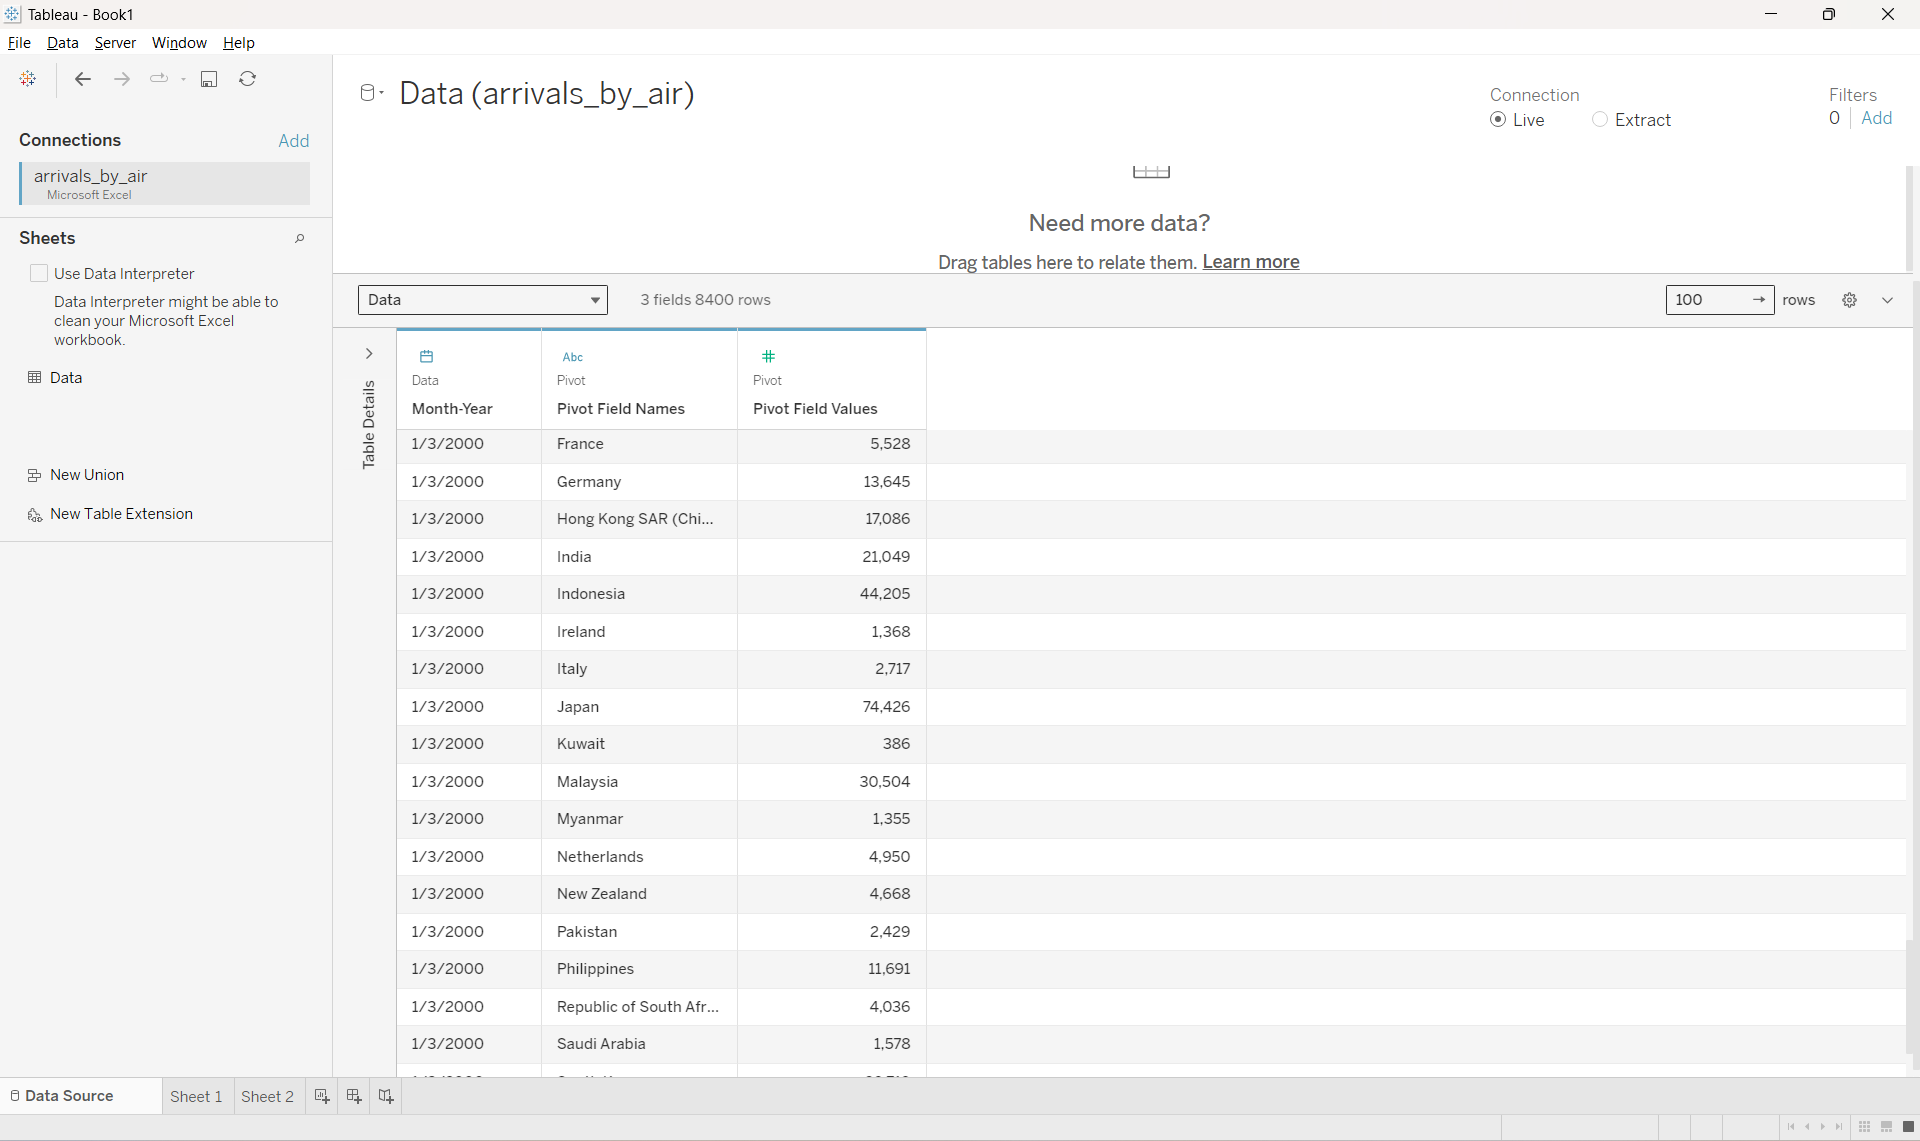 Tableau - Book1
File Data Server Window Help
Connections Add
arrivals_by_air
Microsoft Excel
Sheets
Use Data Interpreter
Data Interpreter might be able to
clean your Microsoft Excel
workbook.
Data
New Union
New Table Extension
Data (arrivals_by_air)
Connection
Live Extract
Filters
0 Add
Need more data?
Drag tables here to relate them. Learn more
Data 3 fields 8400 rows 100 → rows
Table Details
Abc
Data Pivot Pivot
Month-Year Pivot Field Names Pivot Field Values
1/3/2000 France 5,528
1/3/2000 Germany 13,645
1/3/2000 Hong Kong SAR (Chi... 17,086
1/3/2000 India 21,049
1/3/2000 Indonesia 44,205
1/3/2000 Ireland 1,368
1/3/2000 Italy 2,717
1/3/2000 Japan 74,426
1/3/2000 Kuwait 386
1/3/2000 Malaysia 30,504
1/3/2000 Myanmar 1,355
1/3/2000 Netherlands 4,950
1/3/2000 New Zealand 4,668
1/3/2000 Pakistan 2,429
1/3/2000 Philippines 11,691
1/3/2000 Republic of South Afr... 4,036
1/3/2000 Saudi Arabia 1,578
Data Source Sheet 1 Sheet 2